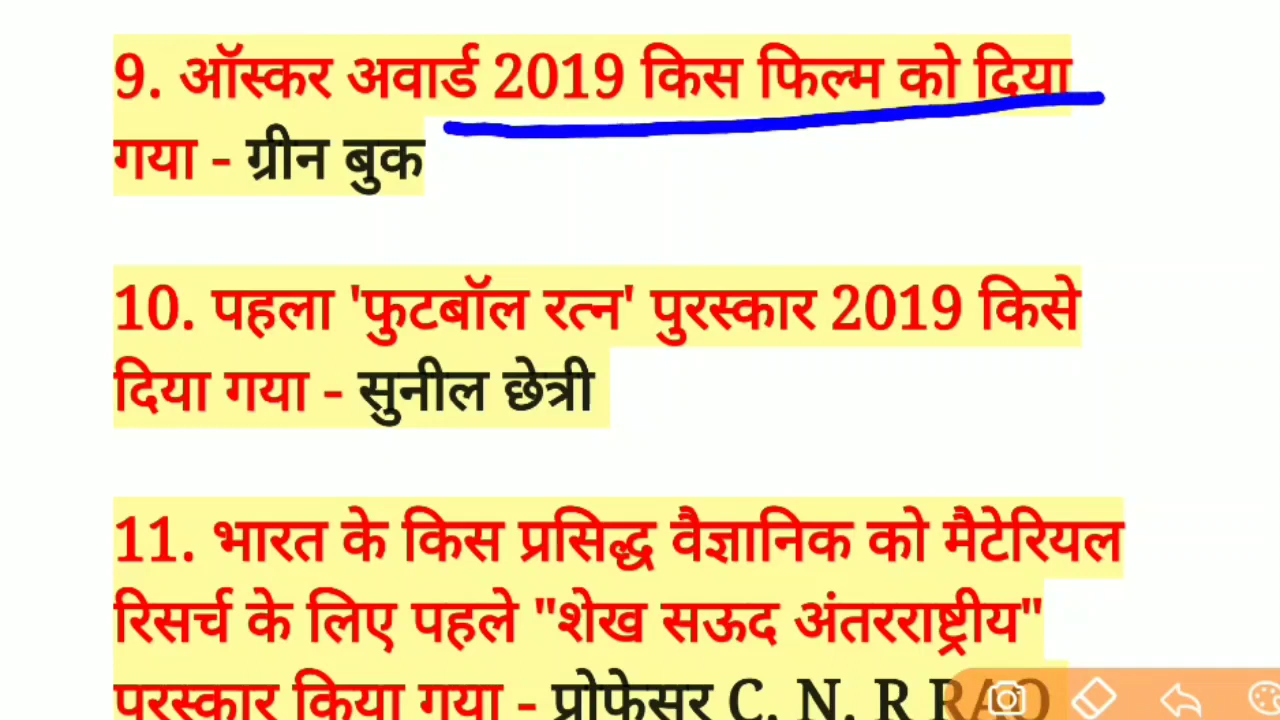 9. ऑस्कर अवार्ड 2019 किस फिल्म को दिया
गया - ग्रीन बुक
10. पहला 'फुटबॉल रत्न' पुरस्कार 2019 किसे
दिया गया - सुनील छेत्री
11. भारत के किस प्रसिद्ध वैज्ञानिक को मैटेरियल
रिसर्च के लिए पहले "शेख सऊद अंतरराष्ट्रीय"
पुरस्कार किया गया - प्रोफेसर C. N. R RAO